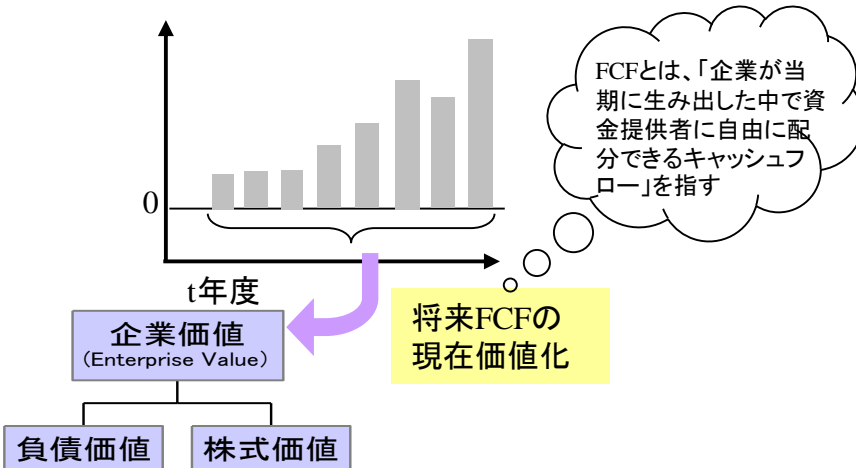 FCFとは、「企業が当
期に生み出した中で資
金提供者に自由に配
分できるキャッシュフ
ロー」を指す
0
t年度
将来FCFの
現在価値化
企業価値
(Enterprise Value)
負債価値
株式価値